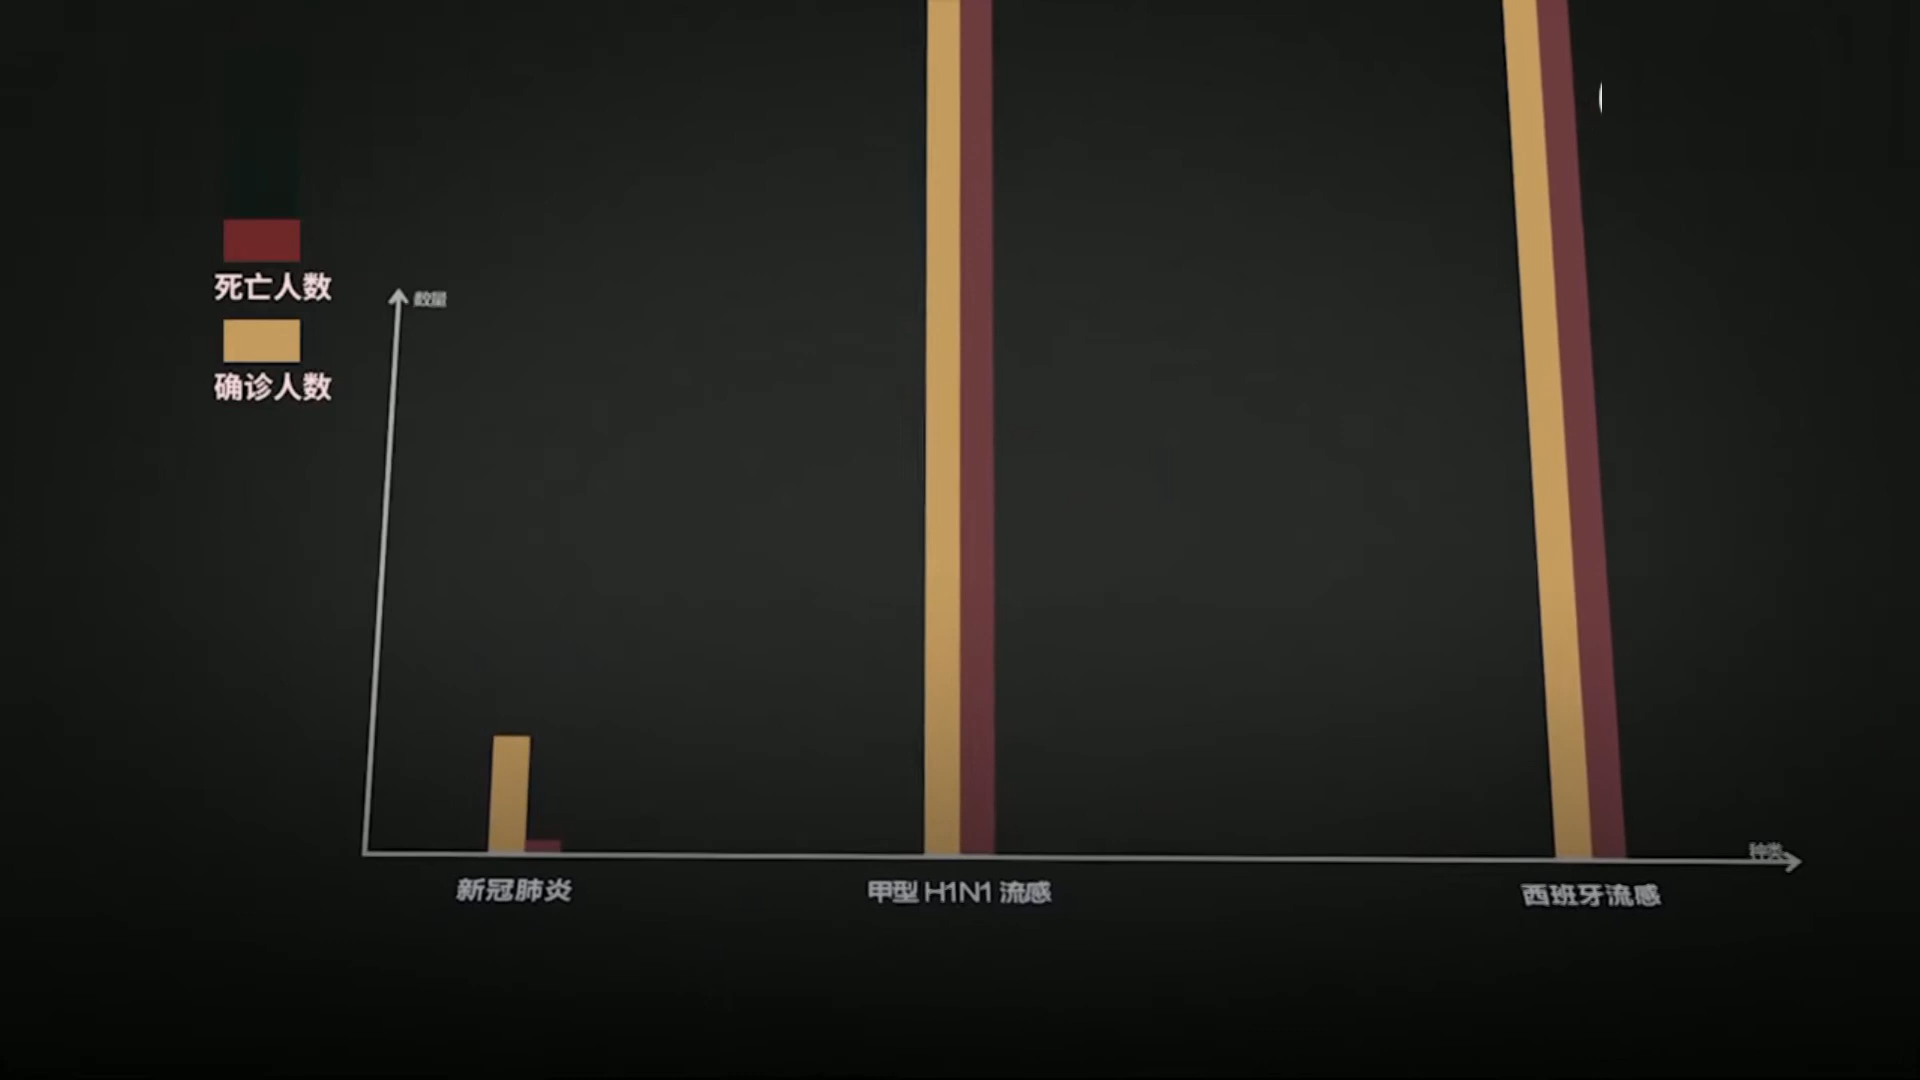 死亡人数
数量
确诊人数
种类
新冠肺炎
甲型 H1N1 流感
西班牙流感